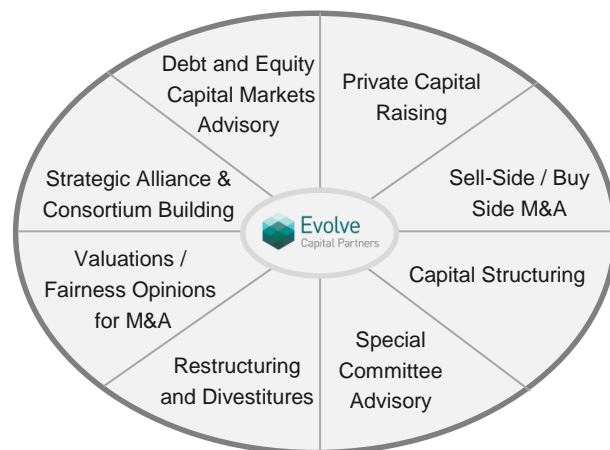 Debt and Equity
Capital Markets
Advisory
Private Capital
Raising
Sell-Side / Buy
Side M&A
Capital Structuring
Special
Committee
Advisory
Restructuring
and Divestitures
Valuations /
Fairness Opinions
for M&A
Strategic Alliance &
Consortium Building
Evolve
Capital Partners